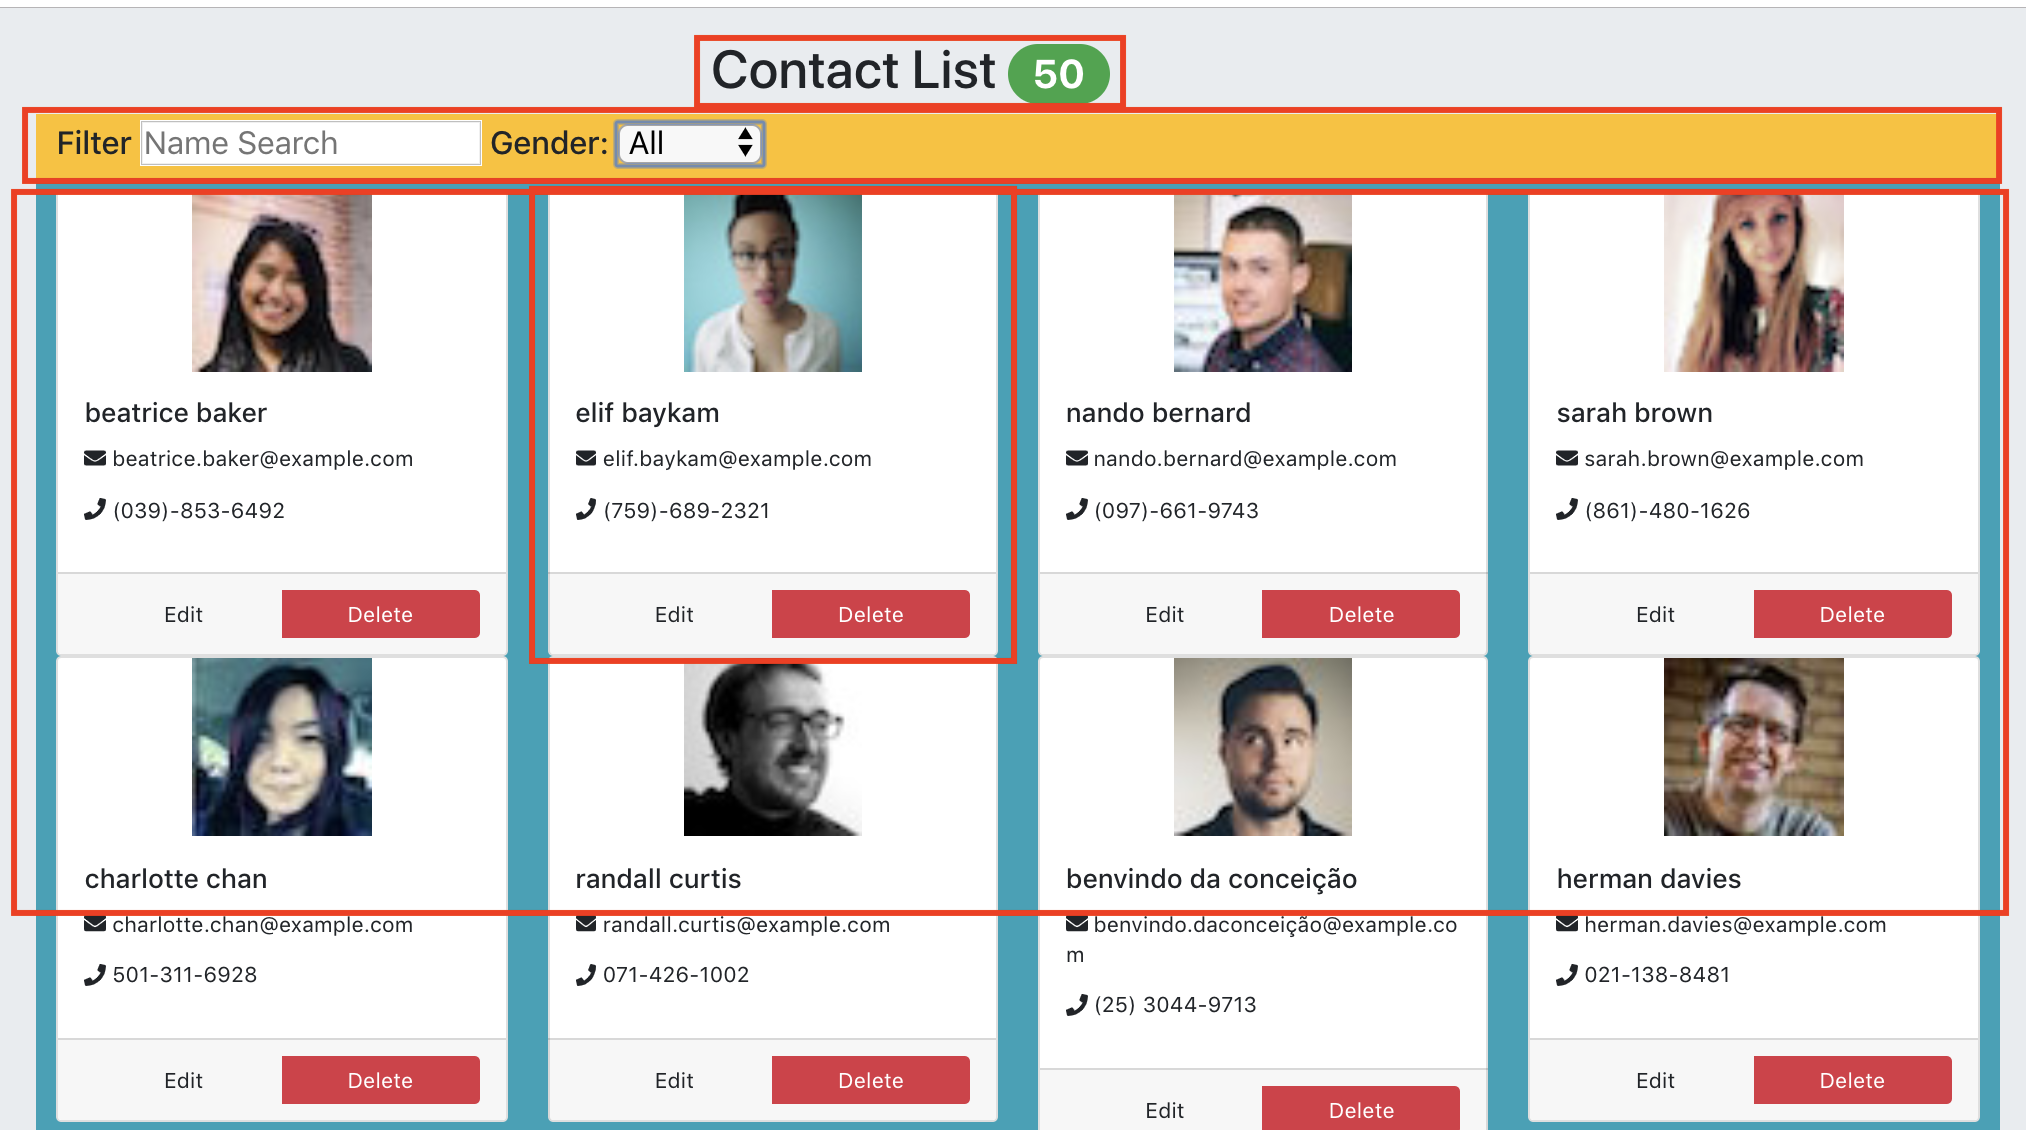 Contact List 50
Filter Name Search Gender: All
beatrice baker
beatrice.baker@example.com
(039)-853-6492
Edit Delete
elif baykam
elif.baykam@example.com
(759)-689-2321
Edit Delete
nando bernard
nando.bernard@example.com
(097)-661-9743
Edit Delete
sarah brown
sarah.brown@example.com
(861)-480-1626
Edit Delete
charlotte chan
charlotte.chan@example.com
501-311-6928
Edit Delete
randall curtis
randall.curtis@example.com
071-426-1002
Edit Delete
benvindo da conceição
benvindo.daconceição@example.co
m
(25) 3044-9713
Edit Delete
herman davies
herman.davies@example.com
021-138-8481
Edit Delete